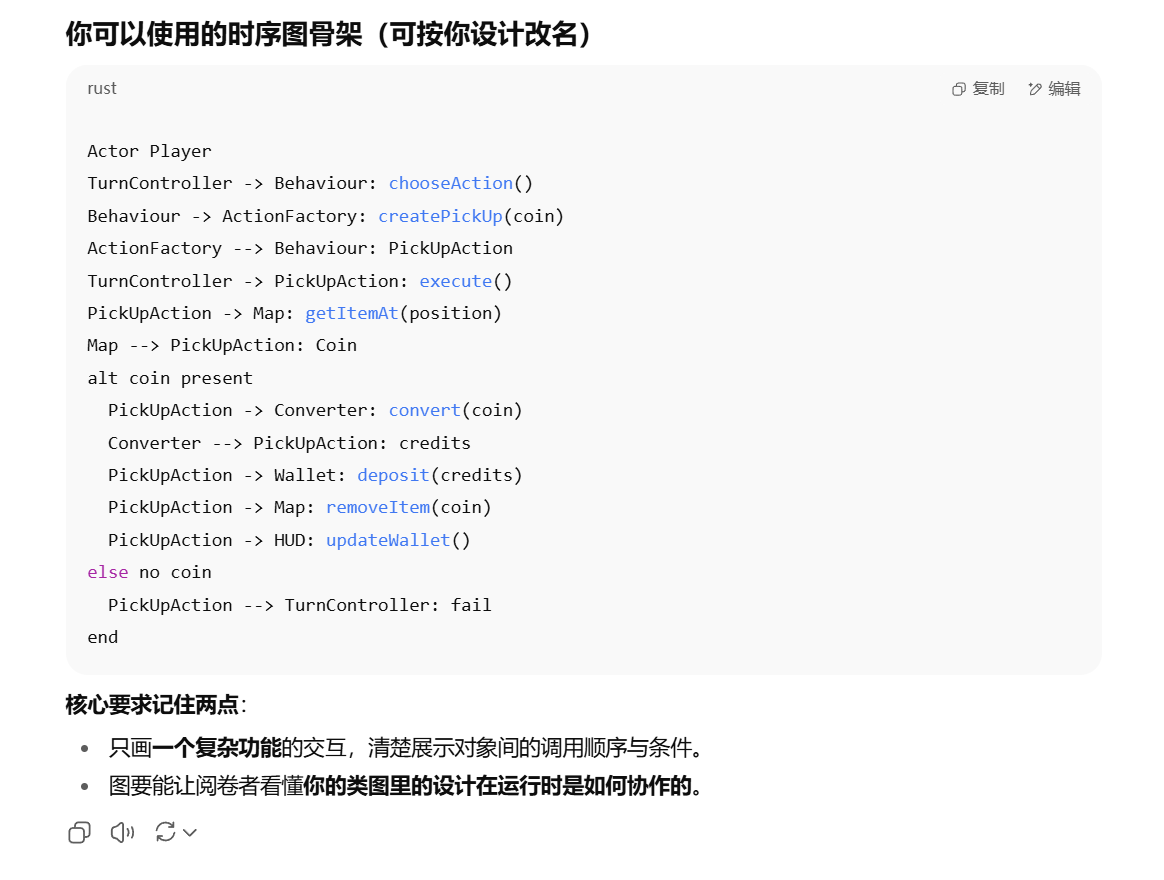 你可以使用的时序图骨架（可按你设计改名）
rust
复制
编辑
Actor Player
TurnController -> Behaviour: chooseAction()
Behaviour -> ActionFactory: createPickUp(coin)
ActionFactory --> Behaviour: PickUpAction
TurnController -> PickUpAction: execute()
PickUpAction -> Map: getItemAt(position)
Map --> PickUpAction: Coin
alt coin present
  PickUpAction -> Converter: convert(coin)
  Converter --> PickUpAction: credits
  PickUpAction -> Wallet: deposit(credits)
  PickUpAction -> Map: removeItem(coin)
  PickUpAction -> HUD: updateWallet()
else no coin
  PickUpAction --> TurnController: fail
end
核心要求记住两点：
• 只画一个复杂功能的交互，清楚展示对象间的调用顺序与条件。
• 图要能让阅卷者看懂你的类图里的设计在运行时是如何协作的。